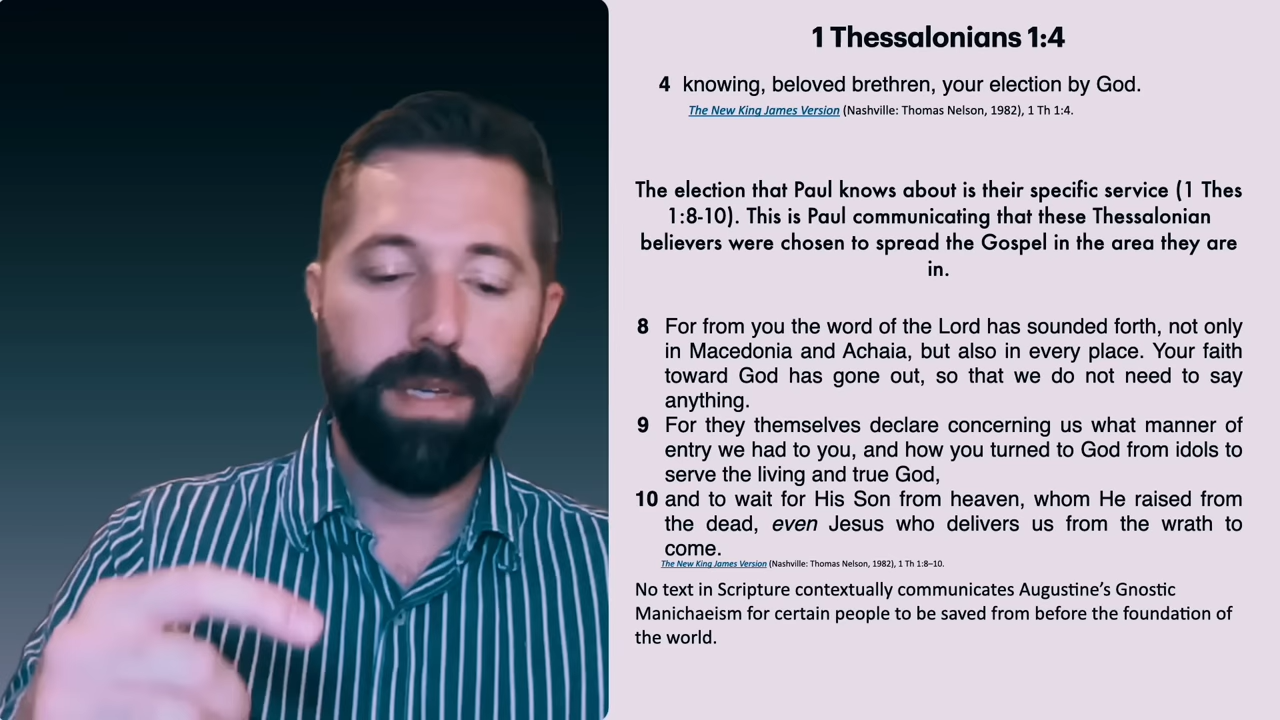 1 Thessalonians 1:4
4 knowing, beloved brethren, your election by God.
The New King James Version (Nashville: Thomas Nelson, 1982), 1 Th 1:4.
The election that Paul knows about is their specific service (1 Thes
1:8-10). This is Paul communicating that these Thessalonian
believers were chosen to spread the Gospel in the area they are
in.
8 For from you the word of the Lord has sounded forth, not only
in Macedonia and Achaia, but also in every place. Your faith
toward God has gone out, so that we do not need to say
anything.
9 For they themselves declare concerning us what manner of
entry we had to you, and how you turned to God from idols to
serve the living and true God,
10 and to wait for His Son from heaven, whom He raised from
the dead, even Jesus who delivers us from the wrath to
come.
The New King James Version (Nashville: Thomas Nelson, 1982), 1 Th 1:8–10.
No text in Scripture contextually communicates Augustine’s Gnostic
Manichaeism for certain people to be saved from before the foundation of
the world.